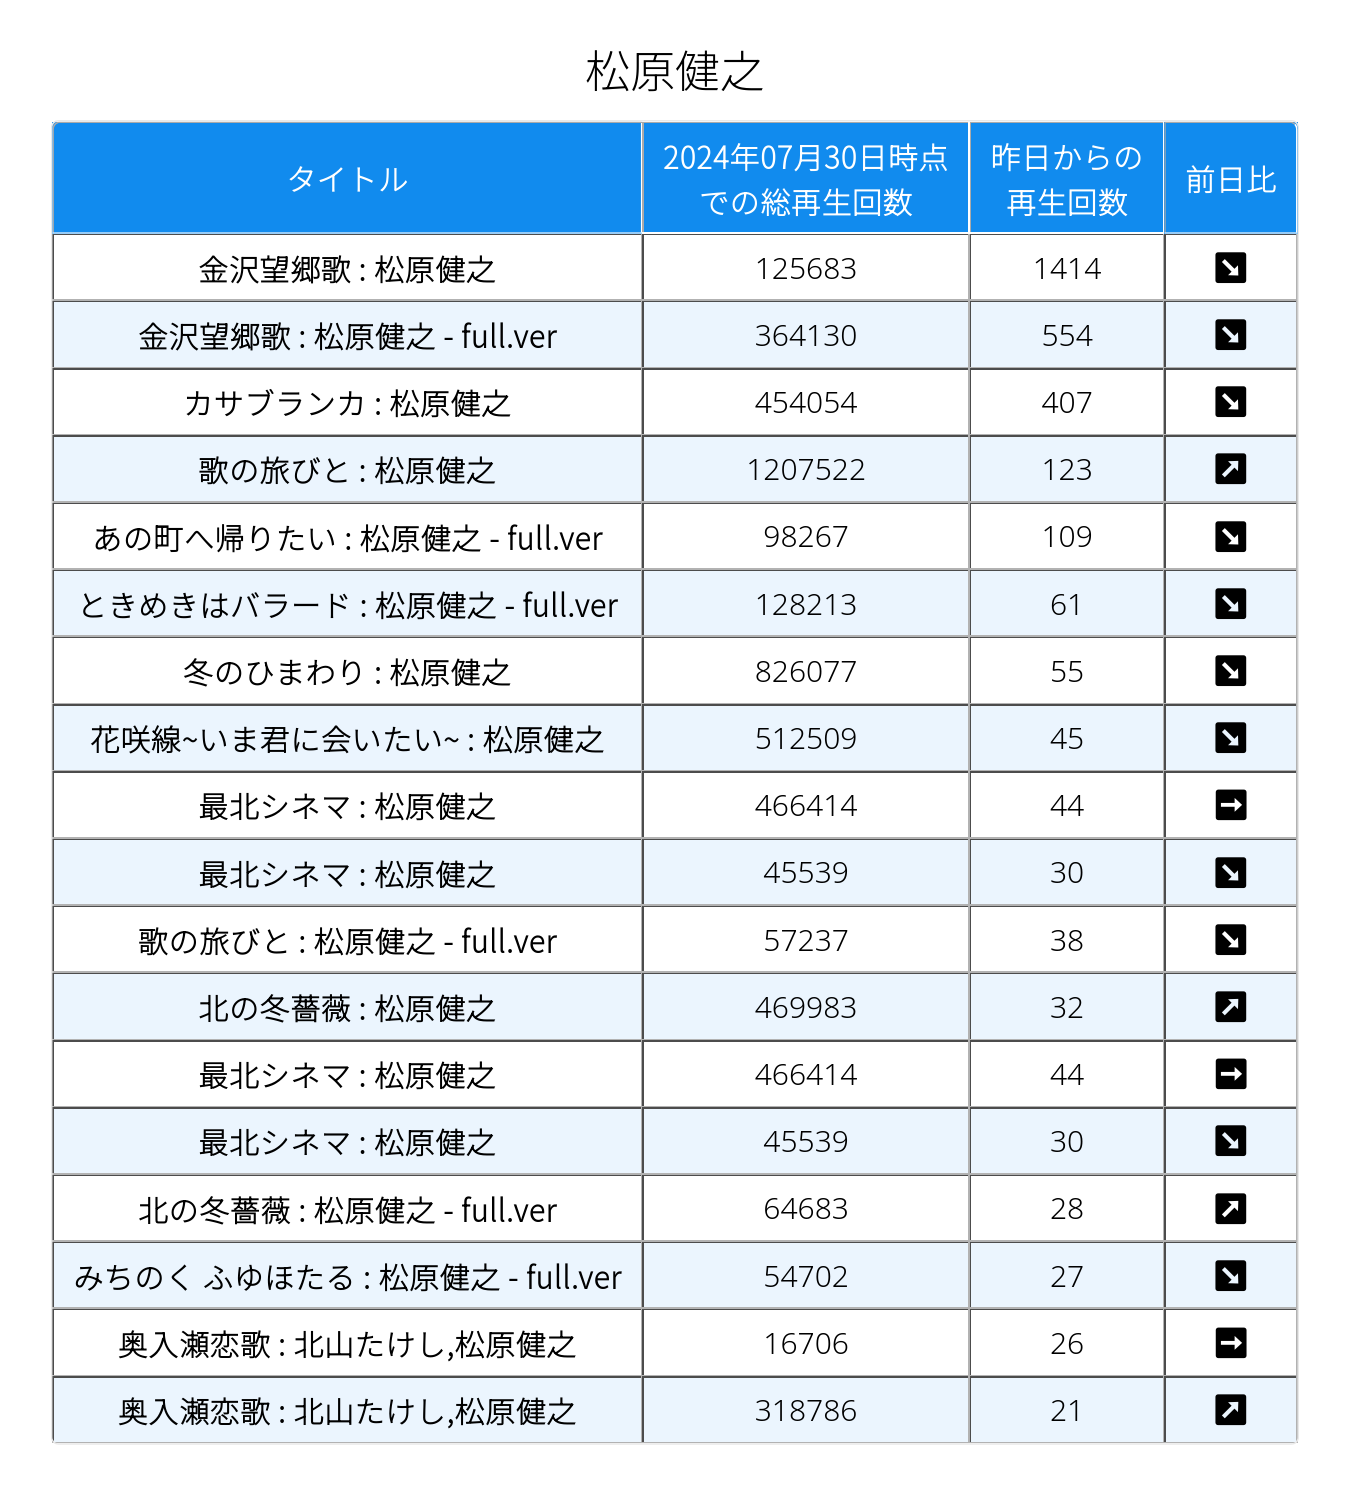 松原健之
タイトル 2024年07月30日時点での総再生回数 昨日からの再生回数 前日比
金沢望郷歌 : 松原健之 125683 1414 ↘
金沢望郷歌 : 松原健之 - full.ver 364130 554 ↘
カサブランカ : 松原健之 454054 407 ↘
歌の旅びと : 松原健之 1207522 123 ↗
あの町へ帰りたい : 松原健之 - full.ver 98267 109 ↘
ときめきはバラード : 松原健之 - full.ver 128213 61 ↘
冬のひまわり : 松原健之 826077 55 ↘
花咲線~いま君に会いたい~ : 松原健之 512509 45 ↘
最北シネマ : 松原健之 466414 44 →
最北シネマ : 松原健之 45539 30 ↘
歌の旅びと : 松原健之 - full.ver 57237 38 ↘
北の冬薔薇 : 松原健之 469983 32 ↗
最北シネマ : 松原健之 466414 44 →
最北シネマ : 松原健之 45539 30 ↘
北の冬薔薇 : 松原健之 - full.ver 64683 28 ↗
みちのく ふゆほたる : 松原健之 - full.ver 54702 27 ↘
奥入瀬恋歌 : 北山たけし,松原健之 16706 26 →
奥入瀬恋歌 : 北山たけし,松原健之 318786 21 ↗